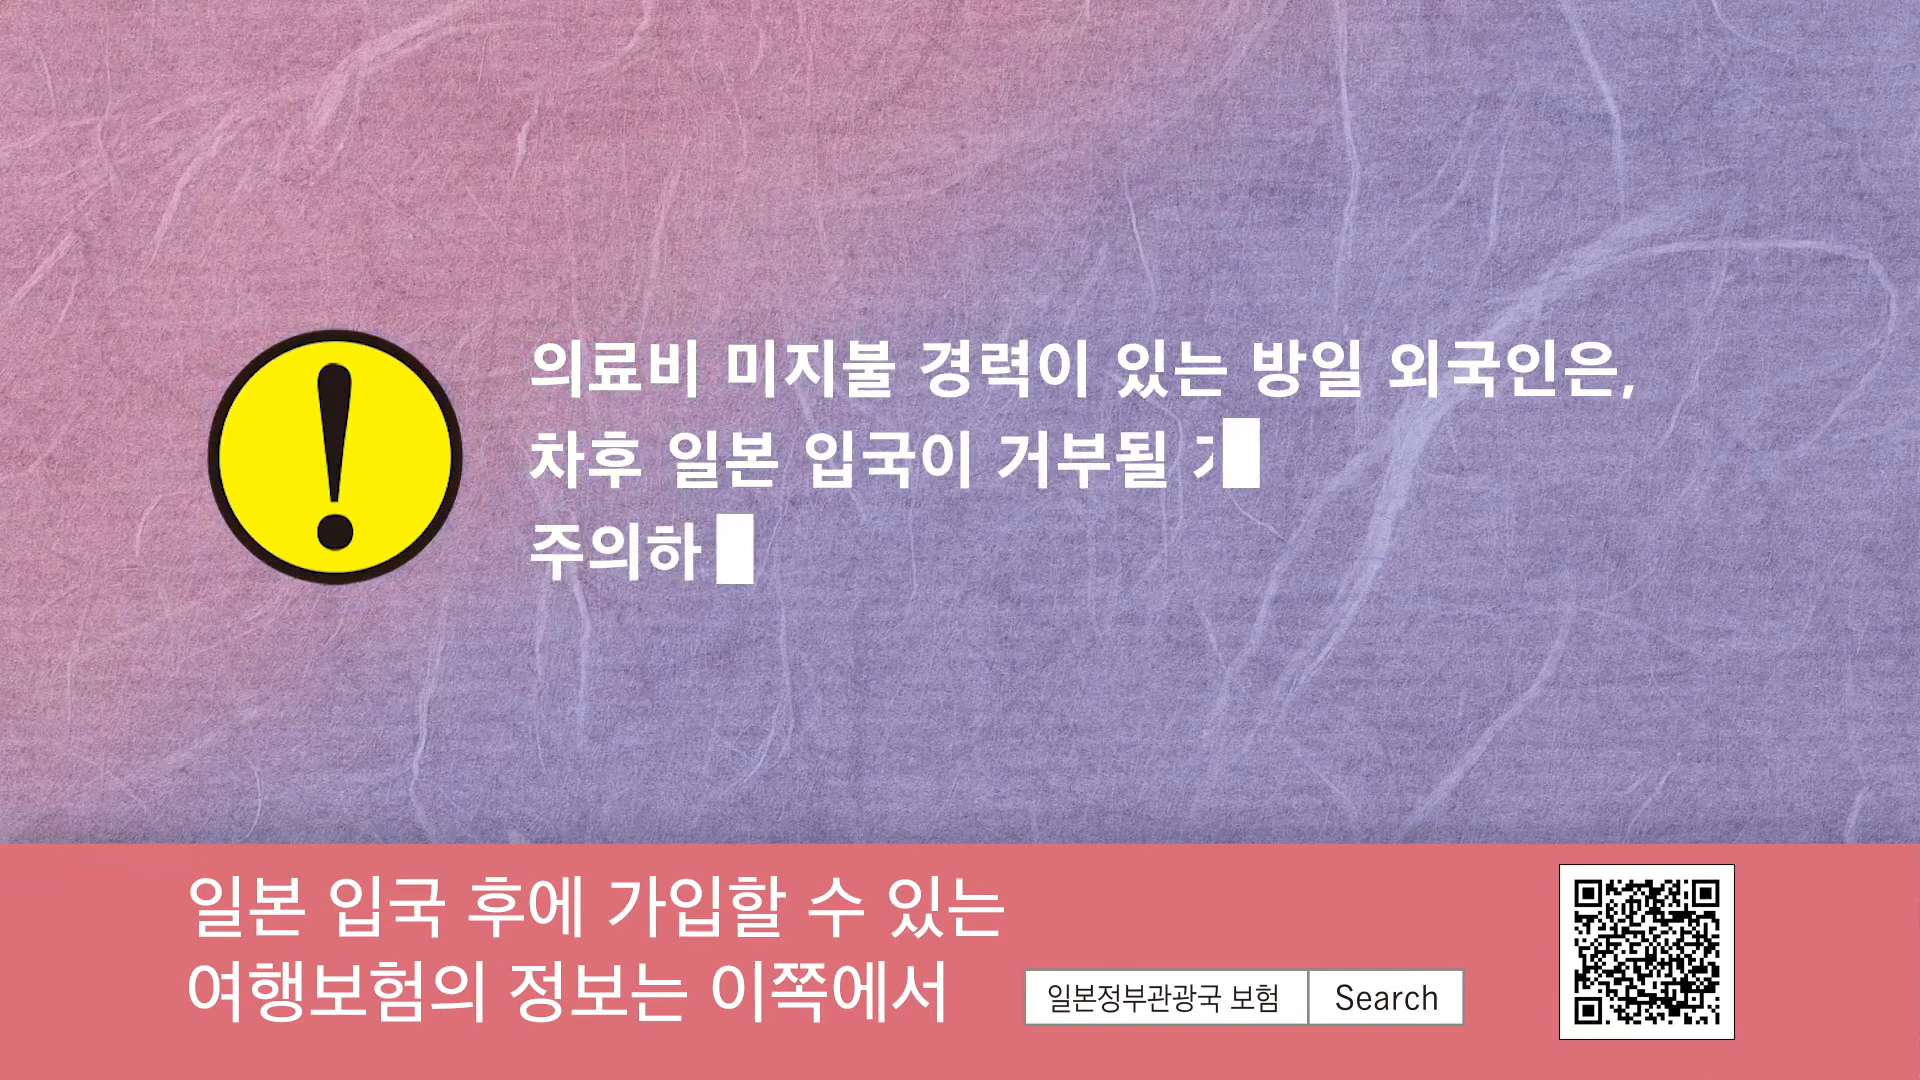 의료비 미지불 경력이 있는 방일 외국인은,
차후 일본 입국이 거부될
주의하
일본 입국 후에 가입할 수 있는
여행보험의 정보는 이쪽에서
일본정부관광국 보험 Search